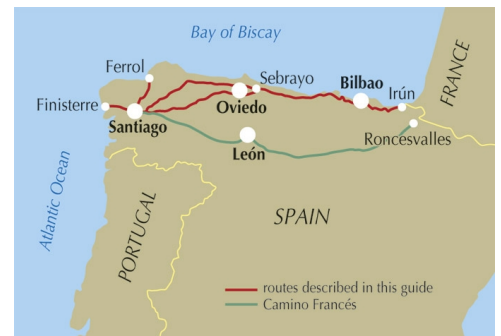 Bay of Biscay
Ferrol
Sebrayo
Bilbao
Irún
FRANCE
Finisterre
Oviedo
Santiago
Roncesvalles
León
Atlantic Ocean
PORTUGAL
SPAIN
routes described in this guide
Camino Francés